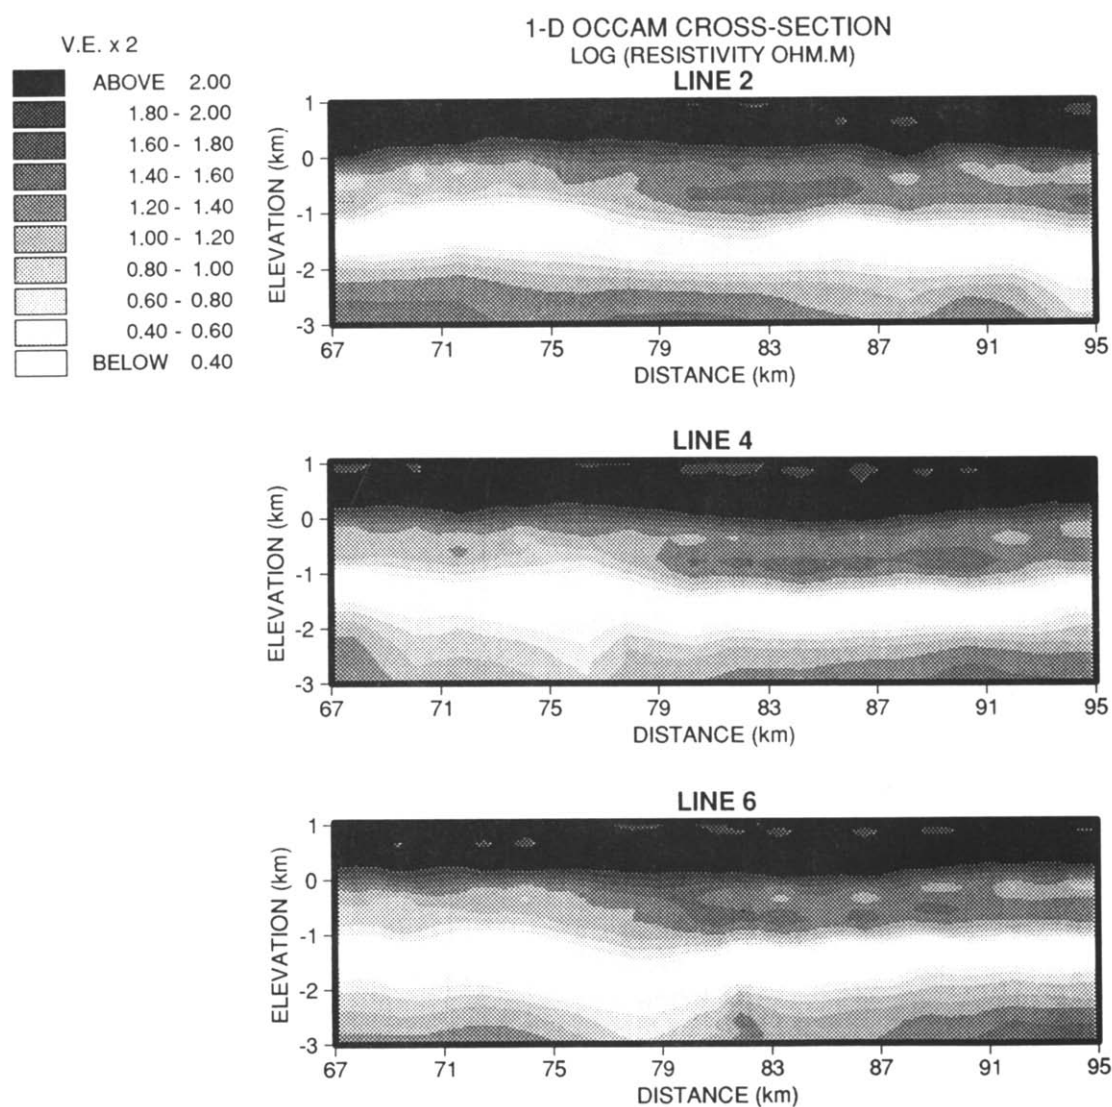 1-D OCCAM CROSS-SECTION
LOG (RESISTIVITY OHM.M)
V.E. x 2
ABOVE 2.00
1.80 - 2.00
1.60 - 1.80
1.40 - 1.60
1.20 - 1.40
1.00 - 1.20
0.80 - 1.00
0.60 - 0.80
0.40 - 0.60
BELOW 0.40
LINE 2
ELEVATION (km)
1
0
-1
-2
-3
67 71 75 79 83 87 91 95
DISTANCE (km)
LINE 4
ELEVATION (km)
1
0
-1
-2
-3
67 71 75 79 83 87 91 95
DISTANCE (km)
LINE 6
ELEVATION (km)
1
0
-1
-2
-3
67 71 75 79 83 87 91 95
DISTANCE (km)